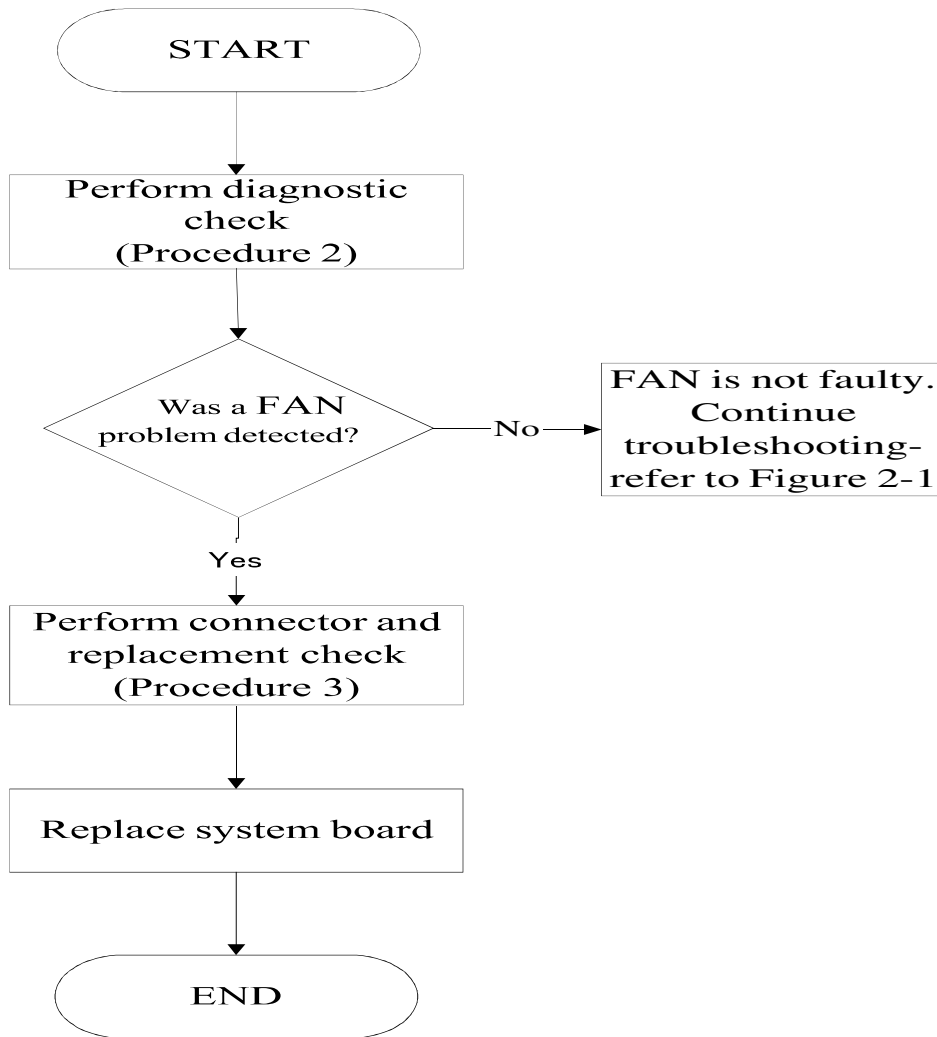 START
Perform diagnostic
check
(Procedure 2)
Was a FAN
problem detected?
No
FAN is not faulty.
Continue
troubleshooting-
refer to Figure 2-1
Yes
Perform connector and
replacement check
(Procedure 3)
Replace system board
END